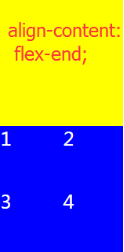 align-content:
flex-end;
1 2
3 4